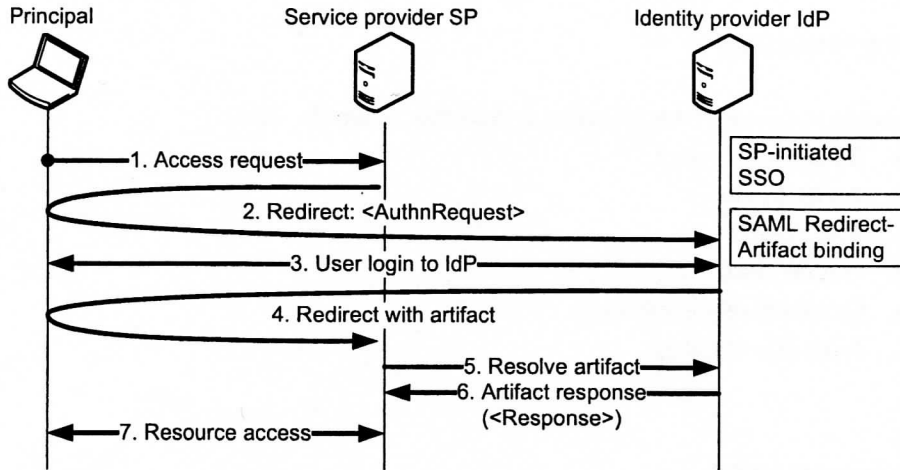 Principal
Service provider SP
Identity provider IdP
1. Access request
SP-initiated
SSO
2. Redirect: <AuthnRequest>
SAML Redirect-
Artifact binding
3. User login to IdP
4. Redirect with artifact
5. Resolve artifact
6. Artifact response
(<Response>)
7. Resource access